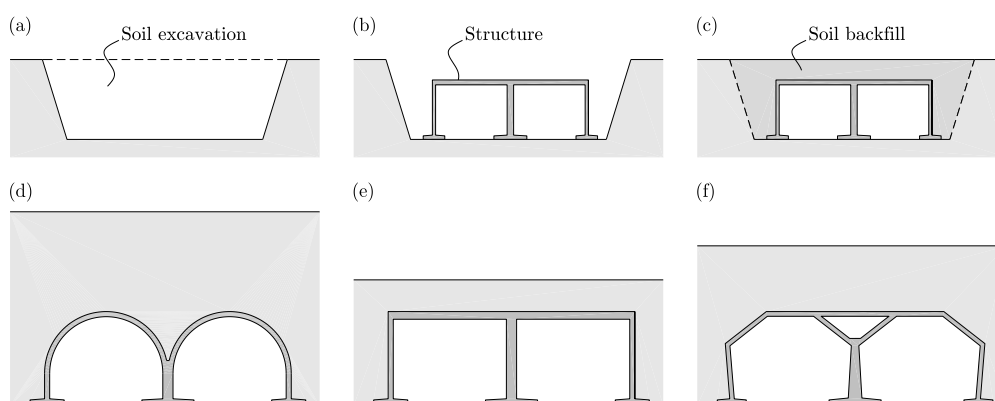 (a)
Soil excavation
(b)
Structure
(c)
Soil backfill
(d)
(e)
(f)